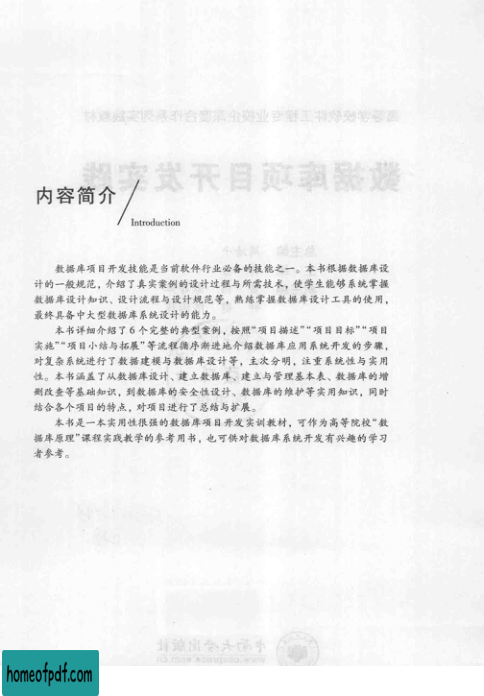 内容简介
Introduction
数据库项目开发技能是当前软件行业必备的技能之一。本书根据数据库设
计的一般规范，介绍了真实案例的设计过程与所需技术，使学生能够系统掌握
数据库设计知识、设计流程与设计规范等，熟练掌握数据库设计工具的使用，
最终具备中大型数据库系统设计的能力。
本书详细介绍了6个完整的典型案例，按照“项目描述”“项目目标”“项目
实施”“项目小结与拓展”等流程循序渐进地介绍数据库应用系统开发的步骤，
对复杂系统进行了数据建模与数据库设计等，主次分明，注重系统性与实用
性。本书涵盖了从数据库设计、建立数据库、建立与管理基本表、数据库的增
删改查等基础知识，到数据库的安全性设计、数据库的维护等实用知识，同时
结合各个项目的特点，对项目进行了总结与扩展。
本书是一本实用性很强的数据库项目开发实训教材，可作为高等院校“数
据库原理”课程实践教学的参考用书，也可供对数据库系统开发有兴趣的学习
者参考。
homeofpdf.com